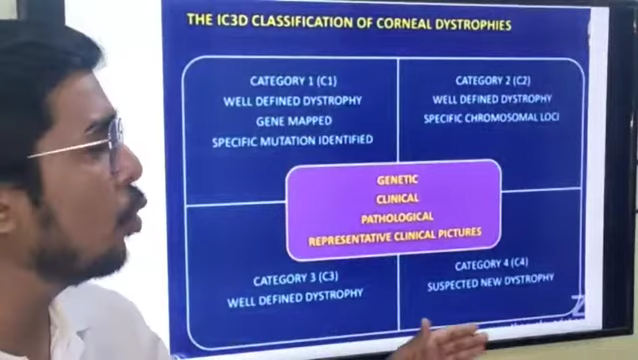 THE IC3D CLASSIFICATION OF CORNEAL DYSTROPHIES
CATEGORY 1 (C1)
WELL DEFINED DYSTROPHY
GENE MAPPED
SPECIFIC MUTATION IDENTIFIED
CATEGORY 2 (C2)
WELL DEFINED DYSTROPHY
SPECIFIC CHROMOSOMAL LOCI
GENETIC
CLINICAL
PATHOLOGICAL
REPRESENTATIVE CLINICAL PICTURES
CATEGORY 3 (C3)
WELL DEFINED DYSTROPHY
CATEGORY 4 (C4)
SUSPECTED NEW DYSTROPHY
Z